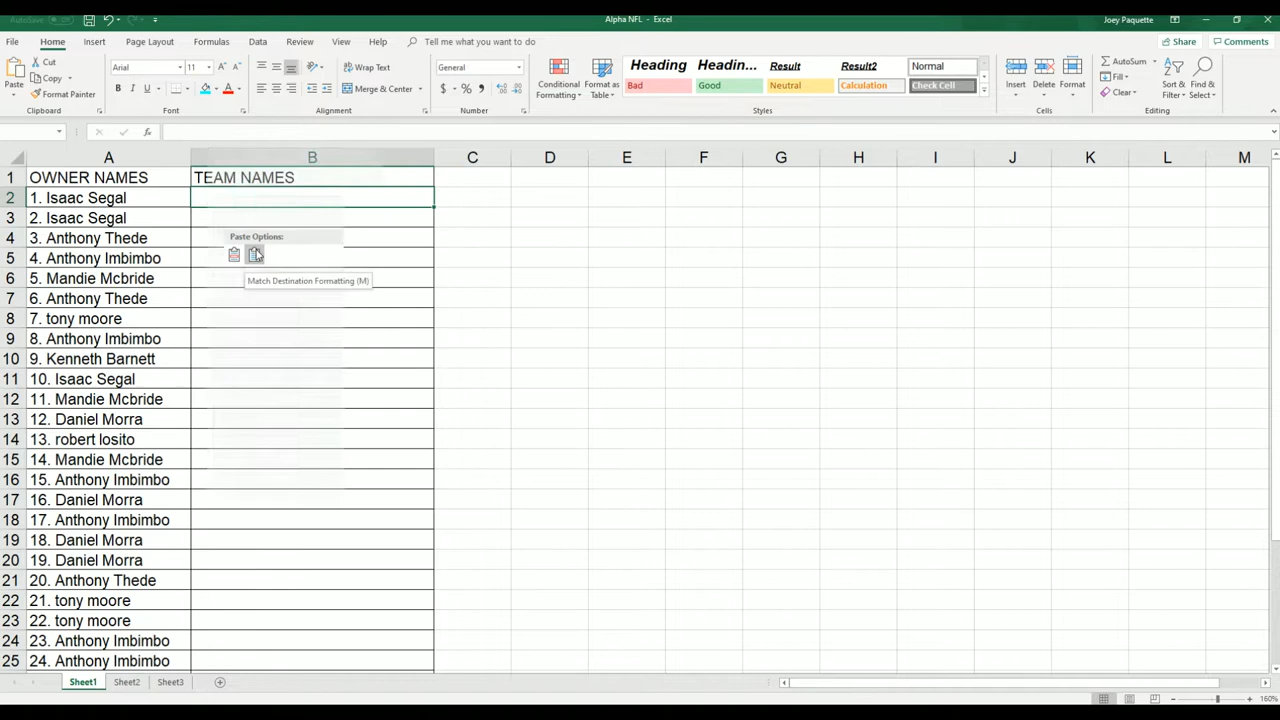 AutoSave Off
Alpha NFL - Excel
Joey Paquette
File Home Insert Page Layout Formulas Data Review View Help Tell me what you want to do
Share Comments
Paste
Cut
Copy
Format Painter
Clipboard
Arial 11
B I U
Font
Wrap Text
Merge & Center
Alignment
General
$ % ,
Number
Conditional Formatting
Format as Table
Heading Headin... Result Result2 Normal
Bad Good Neutral Calculation Check Cell
Styles
Insert Delete Format
Cells
AutoSum
Fill
Clear
Sort & Filter
Find & Select
Editing
fx
A B C D E F G H I J K L M
1 OWNER NAMES TEAM NAMES
2 1. Isaac Segal
3 2. Isaac Segal
4 3. Anthony Thede
5 4. Anthony Imbimbo
6 5. Mandie Mcbride
7 6. Anthony Thede
8 7. tony moore
9 8. Anthony Imbimbo
10 9. Kenneth Barnett
11 10. Isaac Segal
12 11. Mandie Mcbride
13 12. Daniel Morra
14 13. robert losito
15 14. Mandie Mcbride
16 15. Anthony Imbimbo
17 16. Daniel Morra
18 17. Anthony Imbimbo
19 18. Daniel Morra
20 19. Daniel Morra
21 20. Anthony Thede
22 21. tony moore
23 22. tony moore
24 23. Anthony Imbimbo
25 24. Anthony Imbimbo
Paste Options:
Match Destination Formatting (M)
Sheet1 Sheet2 Sheet3
160%